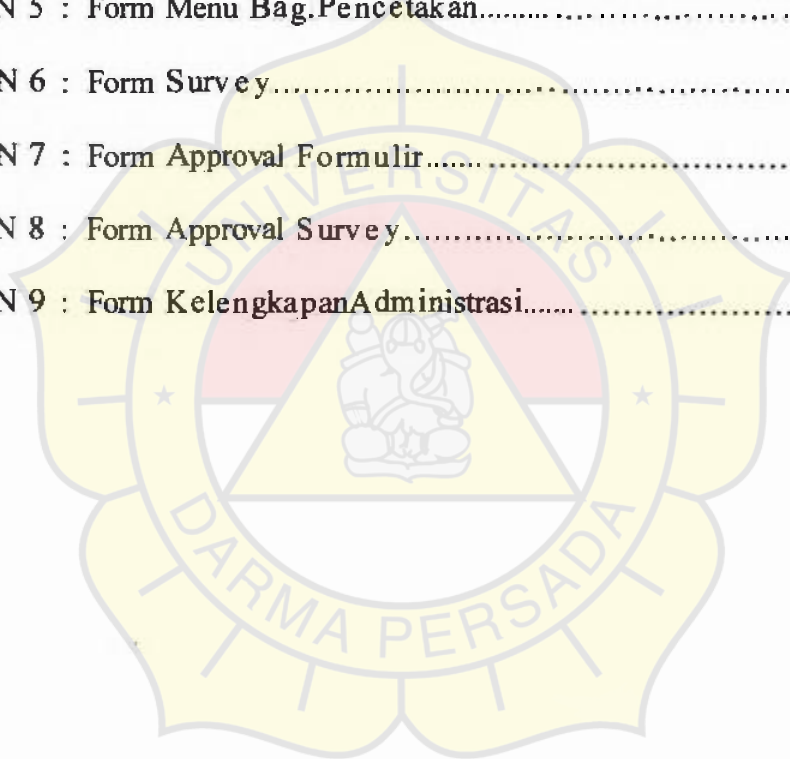 N 5 : Form Menu Bag.Pencetakan
N 6 : Form Survey
N 7 : Form Approval Formulir
N 8 : Form Approval Survey
N 9 : Form KelengkapanAdministrasi
UNIVERSITAS
DARMA PERSADA